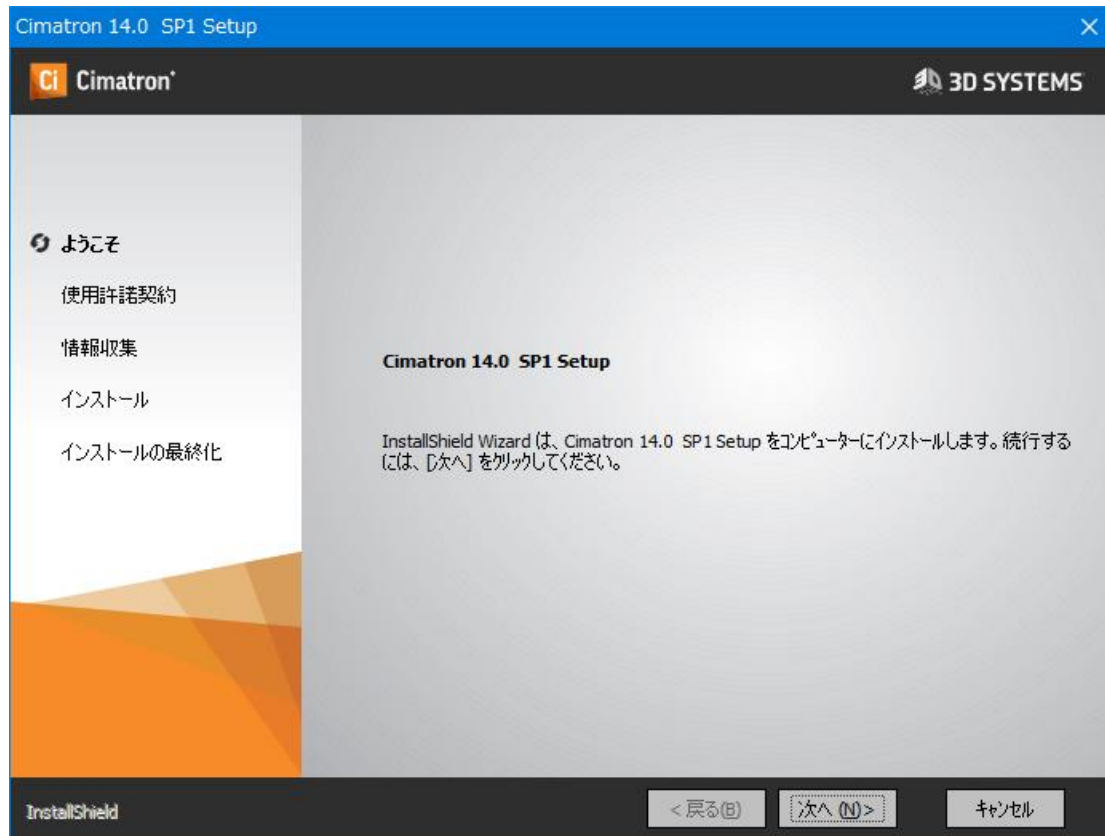 Cimatron 14.0 SP1 Setup
Ci Cimatron
3D SYSTEMS
ようこそ
使用許諾契約
情報収集
インストール
インストールの最終化
Cimatron 14.0 SP1 Setup
InstallShield Wizard は、Cimatron 14.0 SP1 Setup をｺﾝﾋﾟｭｰﾀｰにｲﾝｽﾄｰﾙします。続行する
には、[次へ] をｸﾘｯｸしてください。
InstallShield
< 戻る(B)
次へ (N) >
ｷｬﾝｾﾙ